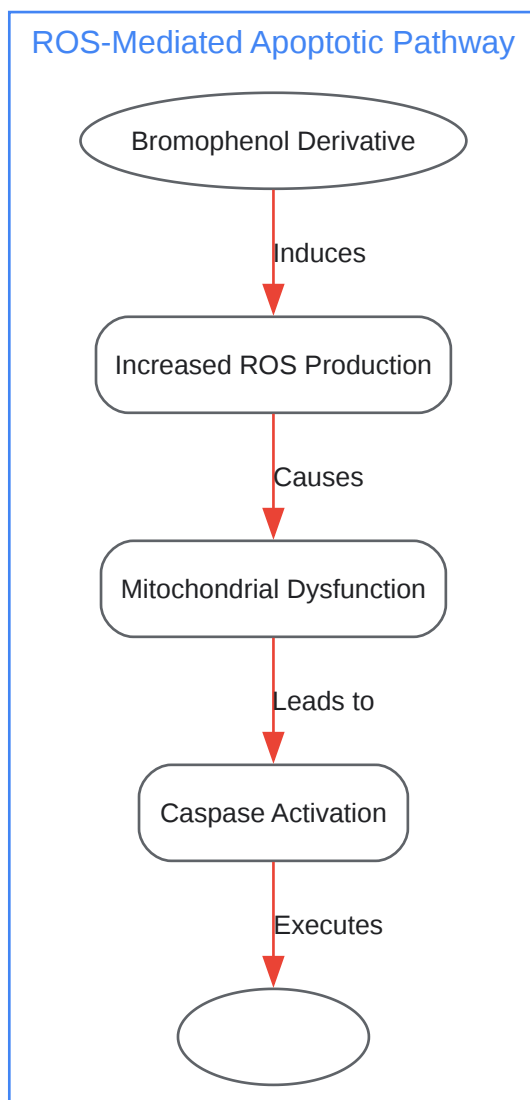 ROS-Mediated Apoptotic Pathway
Bromophenol Derivative
Induces
Increased ROS Production
Causes
Mitochondrial Dysfunction
Leads to
Caspase Activation
Executes